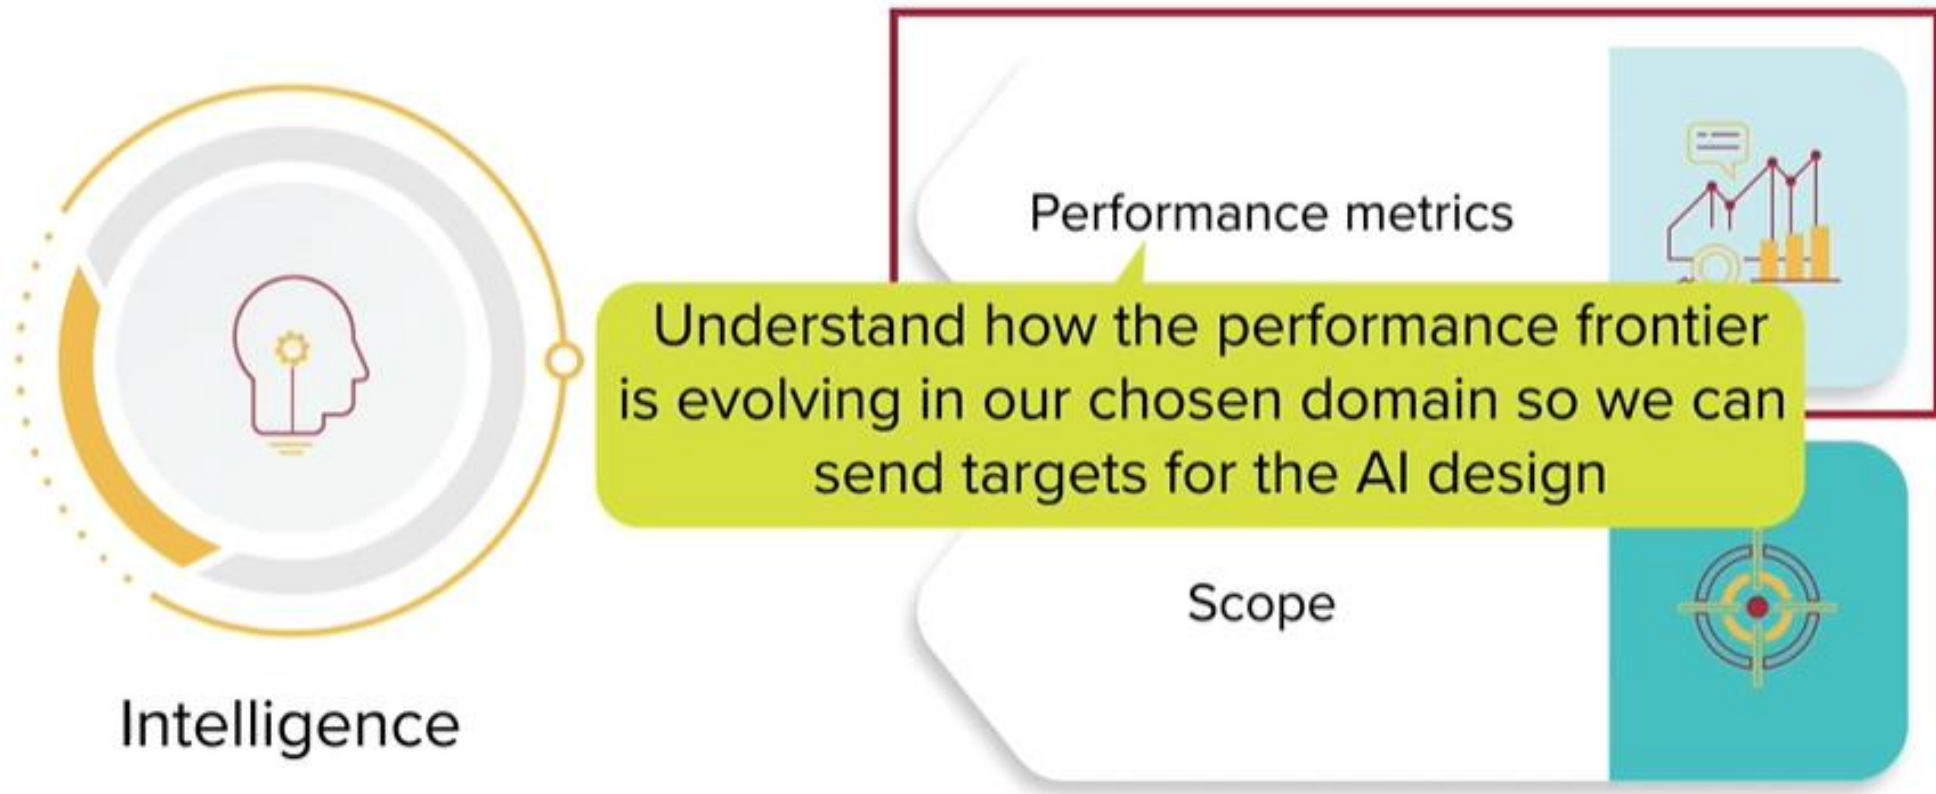 Performance metrics
Understand how the performance frontier
is evolving in our chosen domain so we can
send targets for the AI design
Scope
Intelligence